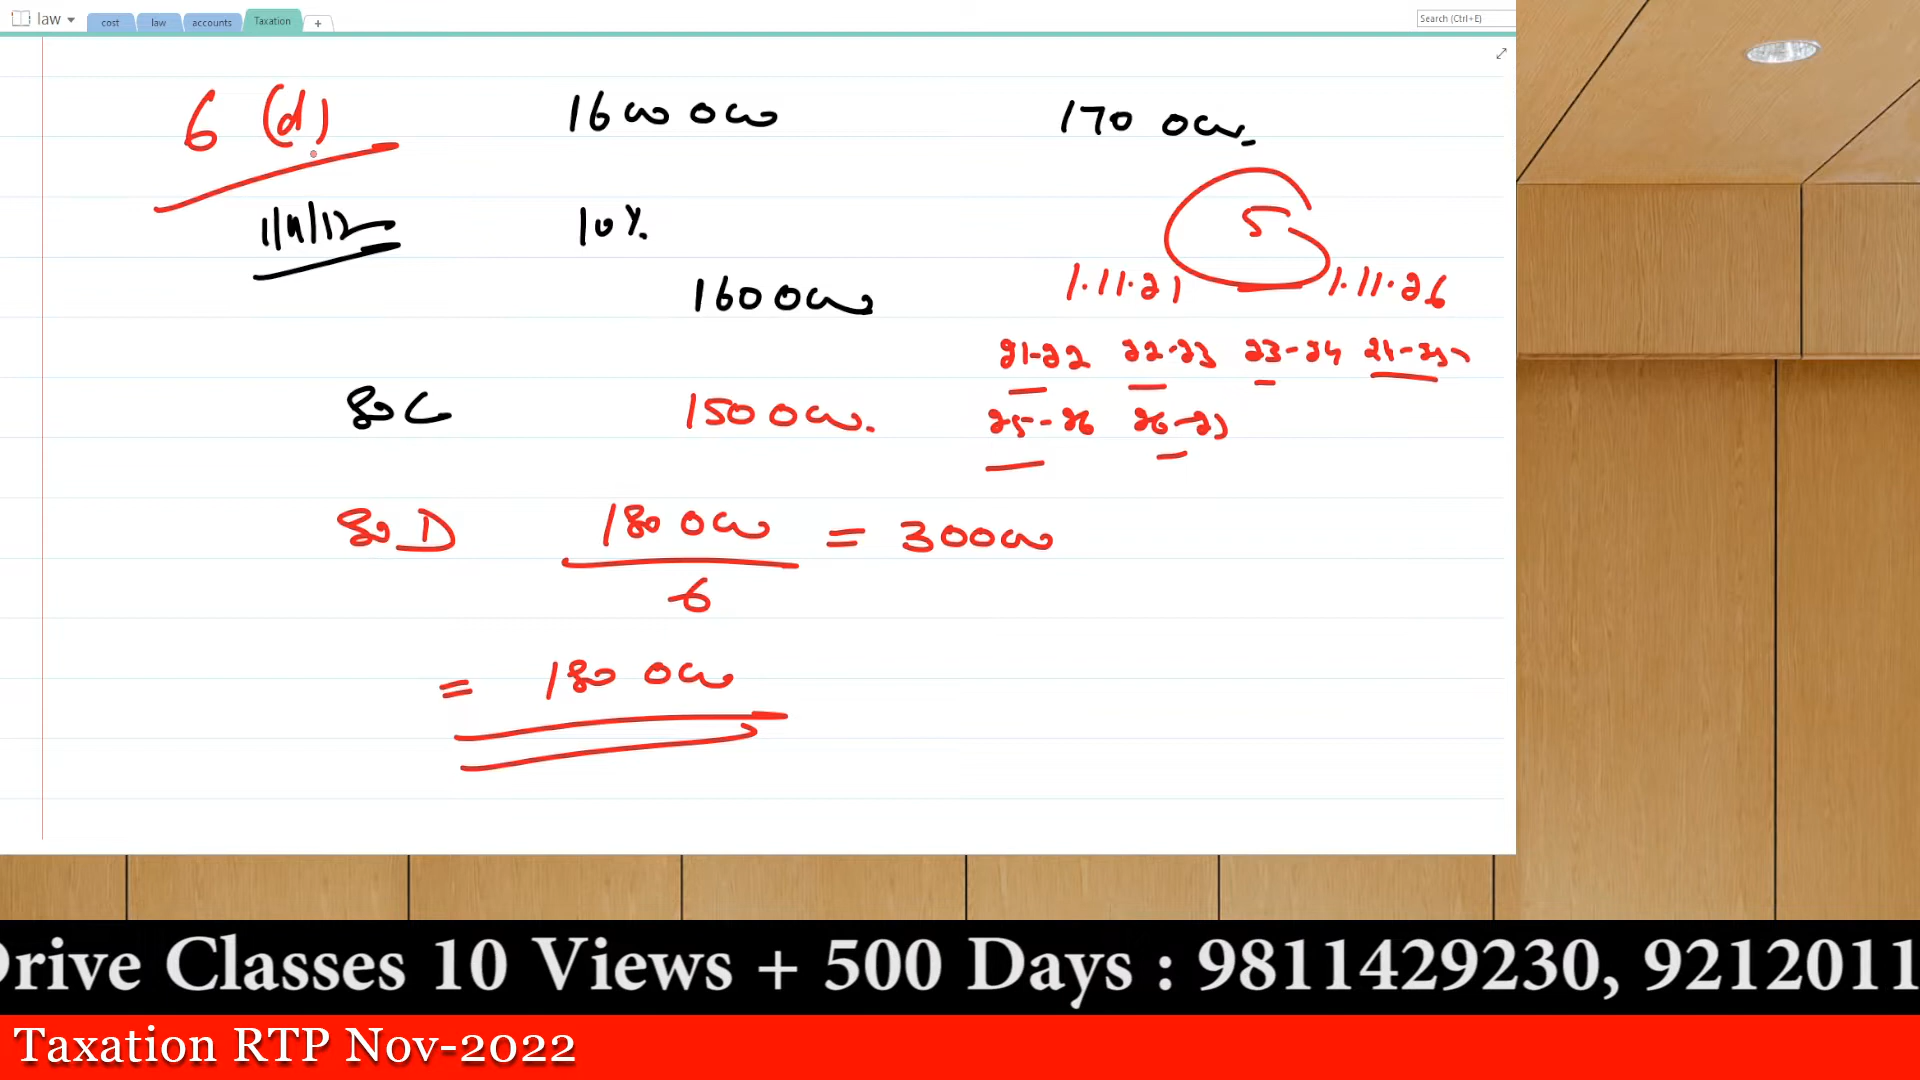 law cost law accounts Taxation +
Search (Ctrl+E)
6 (d) 1600000 170000.
1/4/12 10% 5
160000 1.11.21 1.11.26
21-22 22-23 23-24 24-25
80C 150000. 25-26 26-27
80D 180000 / 6 = 30000
= 180000
Drive Classes 10 Views + 500 Days : 9811429230, 9212011
Taxation RTP Nov-2022